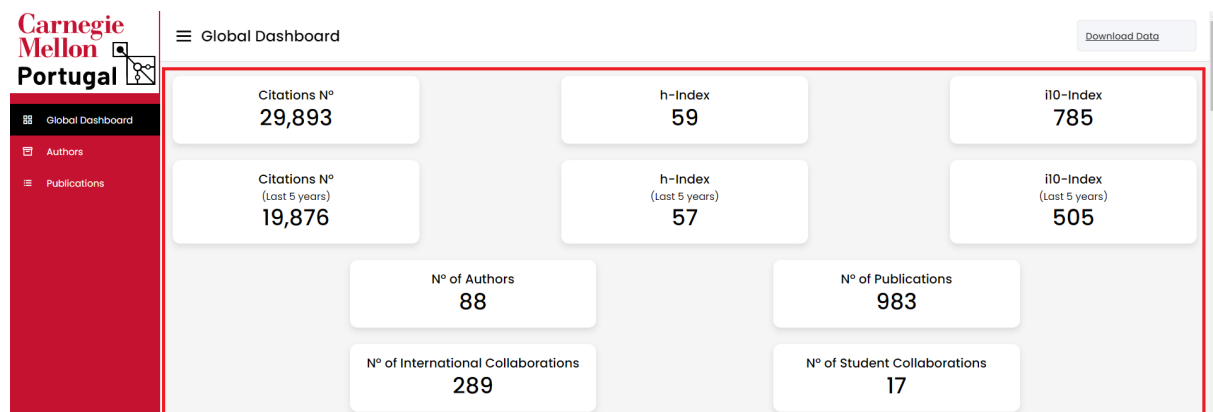 Carnegie
Mellon
Portugal
Global Dashboard
Download Data
Global Dashboard
Authors
Publications
Citations Nº
29,893
h-Index
59
i10-Index
785
Citations Nº
(Last 5 years)
19,876
h-Index
(Last 5 years)
57
i10-Index
(Last 5 years)
505
Nº of Authors
88
Nº of Publications
983
Nº of International Collaborations
289
Nº of Student Collaborations
17